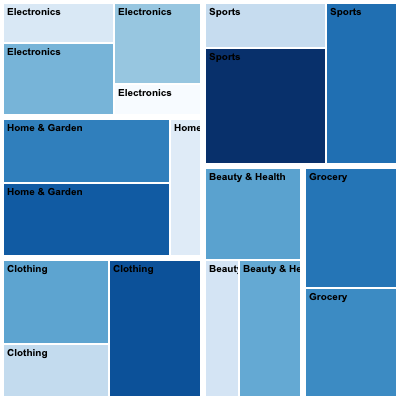 Electronics
Electronics
Electronics
Electronics
Sports
Sports
Sports
Home & Garden
Home
Home & Garden
Beauty & Health
Grocery
Beauty
Beauty & He
Grocery
Clothing
Clothing
Clothing